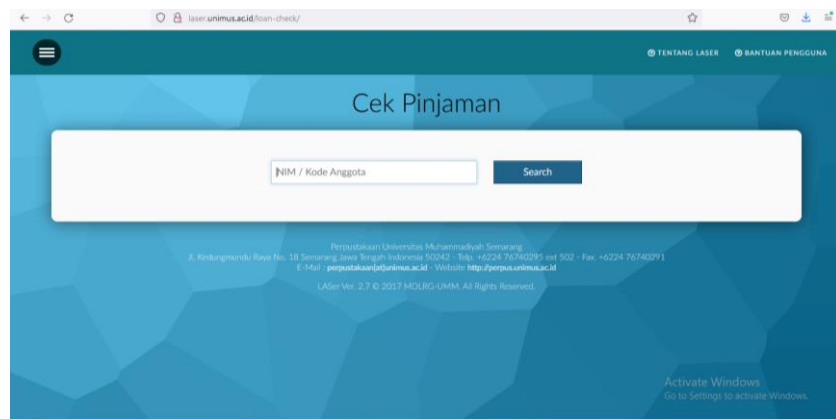 laser.unimus.ac.id/loan-check/
TENTANG LASER BANTUAN PENGGUNA
Cek Pinjaman
NIM / Kode Anggota
Search
Perpustakaan Universitas Muhammadiyah Semarang
Jl. Kedungmundu Raya No. 18 Semarang Jawa Tengah Indonesia 50242 - Telp. +6224 76740295 ext 502 - Fax. +6224 76740291
E-Mail : perpustakaan[at]unimus.ac.id - Website http://perpus.unimus.ac.id
LASer Ver. 2.7 © 2017 MDLRG-UMM. All Rights Reserved.
Activate Windows
Go to Settings to activate Windows.